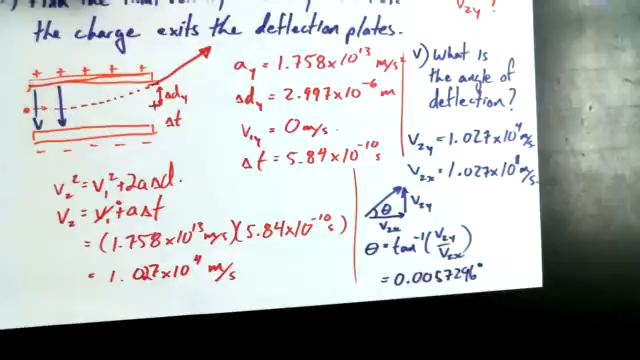 the charge exits the deflection plates.
V2y?
+ + + + +
Δdy
Δt
- - - - - -
ay = 1.758×10^13 m/s²
Δdy = 2.997×10^-6 m
V1y = 0 m/s
Δt = 5.84×10^-10 s
V2² = V1² + 2aΔd.
V2 = V1 + aΔt
= (1.758×10^13 m/s)(5.84×10^-10 s)
= 1.027×10^4 m/s
v) What is
the angle of
deflection?
V2y = 1.027×10^4 m/s
V2x = 1.027×10^8 m/s.
θ
V2y
V2x
θ = tan^-1(V2y/V2x)
= 0.0057296°